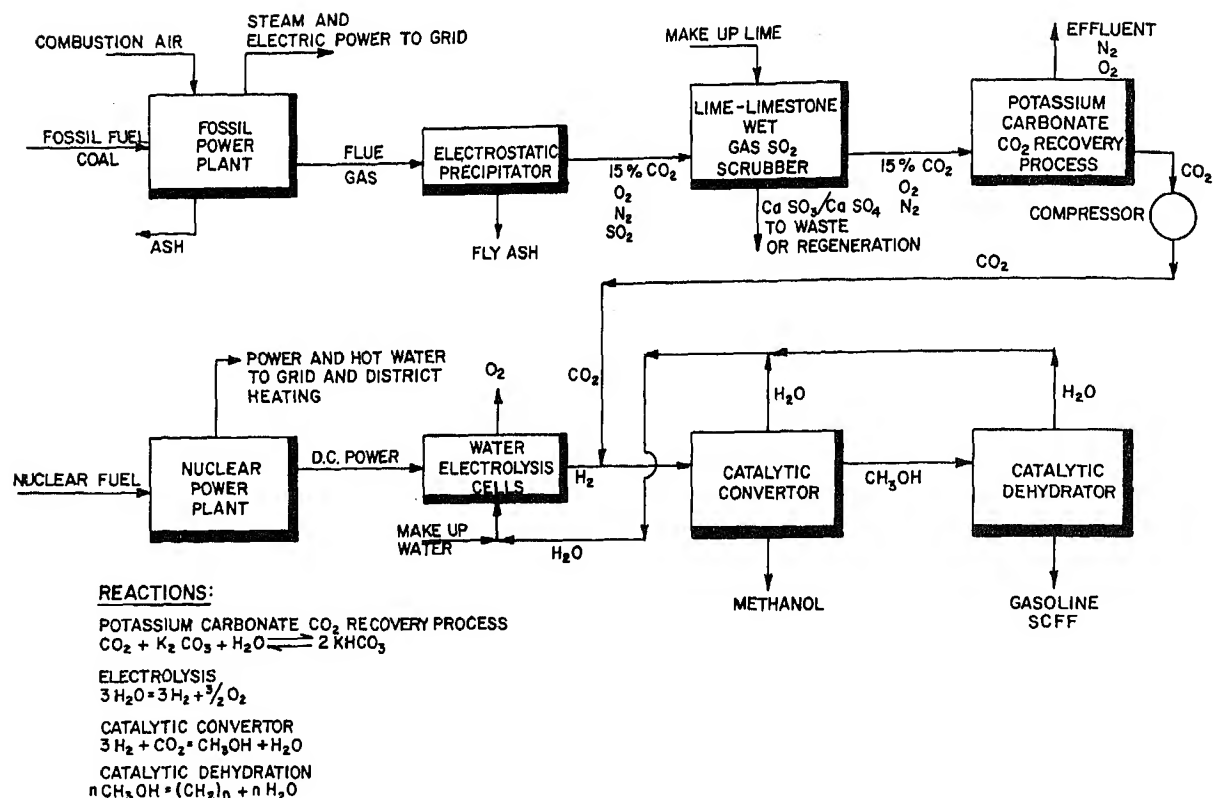 COMBUSTION AIR
STEAM AND
ELECTRIC POWER TO GRID
FOSSIL FUEL
COAL
FOSSIL
POWER
PLANT
ASH
FLUE
GAS
ELECTROSTATIC
PRECIPITATOR
FLY ASH
15% CO₂
O₂
N₂
SO₂
MAKE UP LIME
LIME-LIMESTONE
WET
GAS SO₂
SCRUBBER
Ca SO₃/Ca SO₄
TO WASTE
OR REGENERATION
15% CO₂
O₂
N₂
EFFLUENT
N₂
O₂
POTASSIUM
CARBONATE
CO₂ RECOVERY
PROCESS
CO₂
COMPRESSOR
CO₂
POWER AND HOT WATER
TO GRID AND DISTRICT
HEATING
NUCLEAR FUEL
NUCLEAR
POWER
PLANT
D.C. POWER
O₂
WATER
ELECTROLYSIS
CELLS
MAKE UP
WATER
H₂O
H₂
CO₂
H₂O
CATALYTIC
CONVERTOR
METHANOL
CH₃OH
H₂O
CATALYTIC
DEHYDRATOR
GASOLINE
SCFF
REACTIONS:
POTASSIUM CARBONATE CO₂ RECOVERY PROCESS
CO₂ + K₂ CO₃ + H₂O ⇌ 2 KHCO₃
ELECTROLYSIS
3H₂O = 3H₂ + 3/2 O₂
CATALYTIC CONVERTOR
3H₂ + CO₂ = CH₃OH + H₂O
CATALYTIC DEHYDRATION
n CH₃OH = (CH₂)n + n H₂O